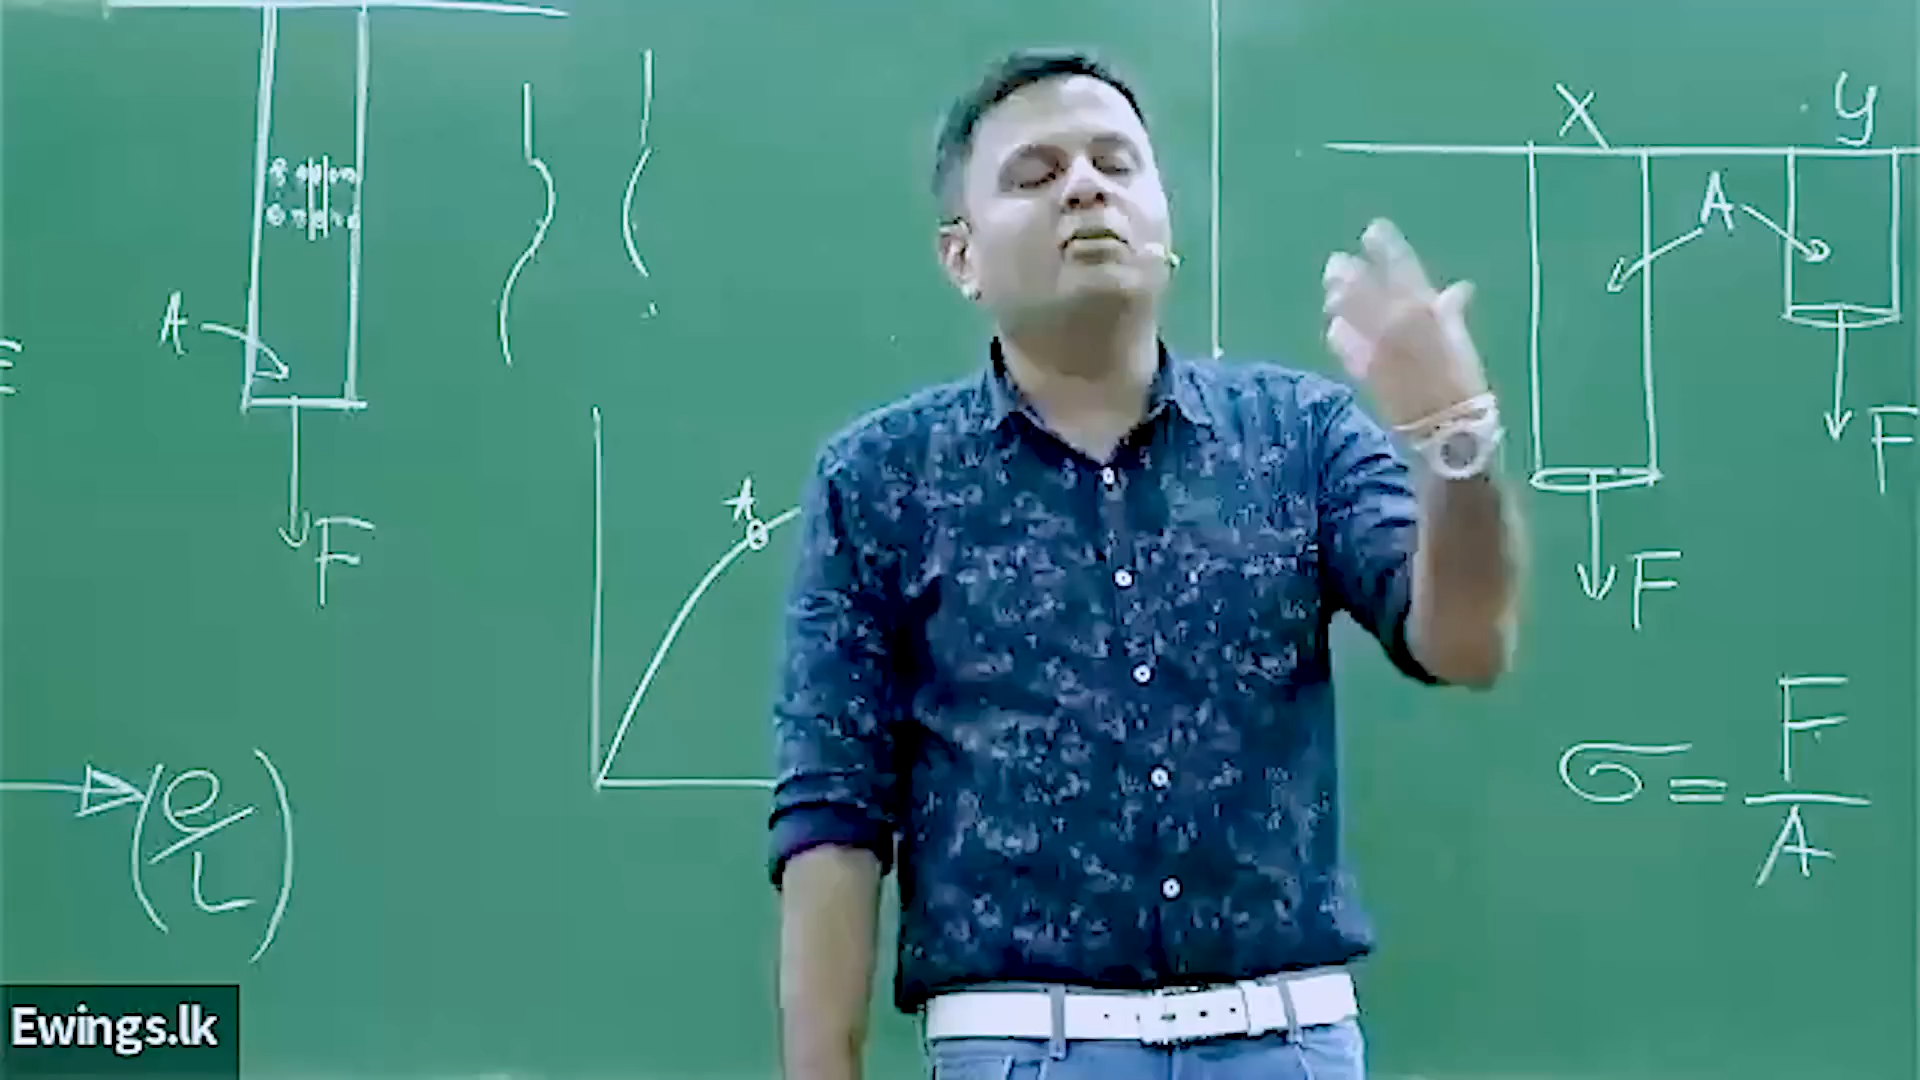 X
y
A
A
E
F
F
A
F
(e/L)
σ = F/A
Ewings.lk